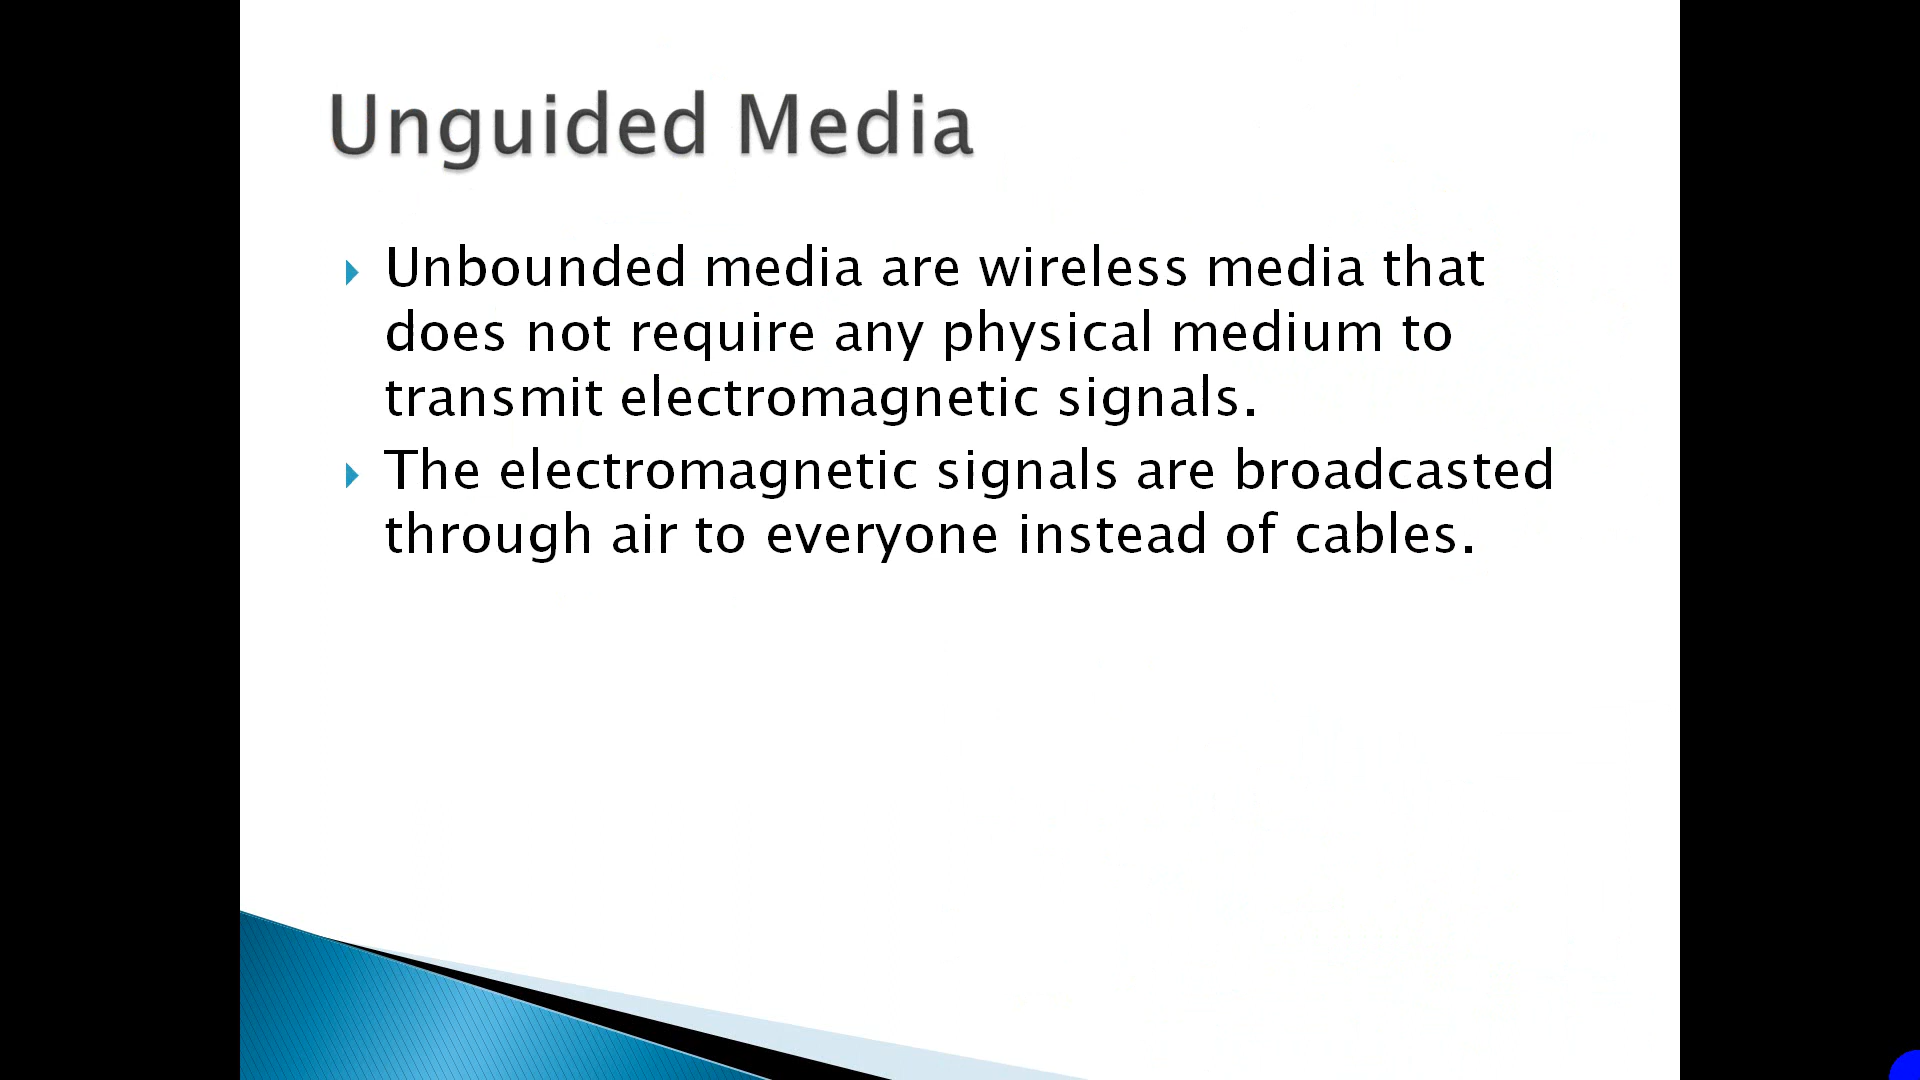 Unguided Media
Unbounded media are wireless media that
does not require any physical medium to
transmit electromagnetic signals.
The electromagnetic signals are broadcasted
through air to everyone instead of cables.